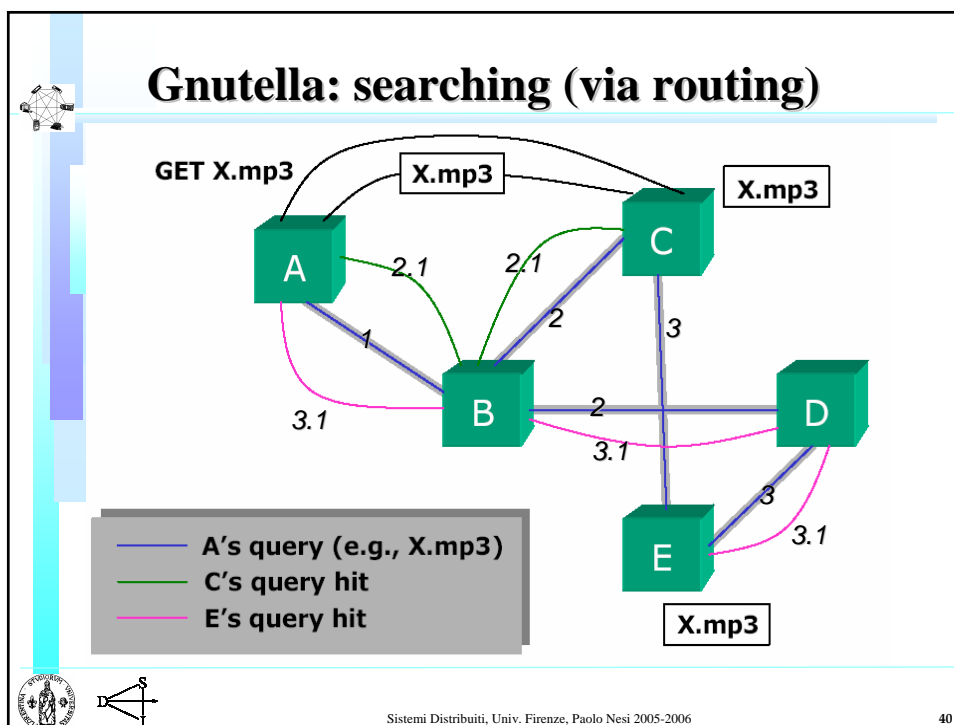 Gnutella: searching (via routing)
GET X.mp3
X.mp3
X.mp3
C
A
2.1
2.1
2
3
1
B
2
D
3.1
3.1
3
3.1
E
X.mp3
A's query (e.g., X.mp3)
C's query hit
E's query hit
D
S
I
Sistemi Distribuiti, Univ. Firenze, Paolo Nesi 2005-2006
40